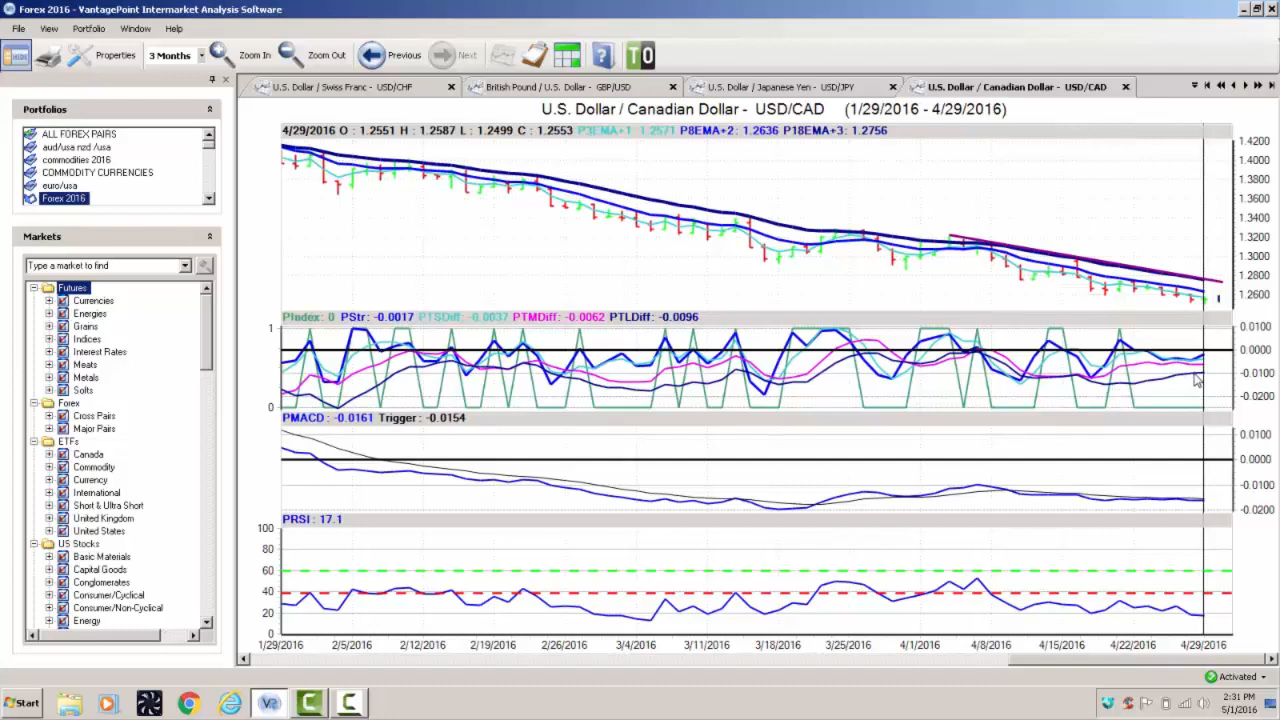 Forex 2016 - VantagePoint Intermarket Analysis Software
File View Portfolio Window Help
Properties 3 Months Zoom In Zoom Out Previous Next TO
U.S. Dollar / Swiss Franc - USD/CHF British Pound / U.S. Dollar - GBP/USD U.S. Dollar / Japanese Yen - USD/JPY U.S. Dollar / Canadian Dollar - USD/CAD
Portfolios
ALL FOREX PAIRS
aud/usa nzd /usa
commodities 2016
COMMODITY CURRENCIES
euro/usa
Forex 2016
Markets
Type a market to find
Futures
Currencies
Energies
Grains
Indices
Interest Rates
Meats
Metals
Softs
Forex
Cross Pairs
Major Pairs
ETFs
Canada
Commodity
Currency
International
Short & Ultra Short
United Kingdom
United States
US Stocks
Basic Materials
Capital Goods
Conglomerates
Consumer/Cyclical
Consumer/Non-Cyclical
Energy
U.S. Dollar / Canadian Dollar - USD/CAD (1/29/2016 - 4/29/2016)
4/29/2016 O : 1.2551 H : 1.2587 L : 1.2499 C : 1.2553 P3EMA+1 : 1.2571 P8EMA+2 : 1.2636 P18EMA+3 : 1.2756
1.4200
1.4000
1.3800
1.3600
1.3400
1.3200
1.3000
1.2800
1.2600
PIndex: 0 PStr: -0.0017 PTSDiff: -0.0037 PTMDiff: -0.0062 PTLDiff: -0.0096
1 0.0100
0.0000
-0.0100
-0.0200
0
PMACD : -0.0161 Trigger : -0.0154
0.0100
0.0000
-0.0100
-0.0200
PRSI : 17.1
100
80
60
40
20
0
1/29/2016 2/5/2016 2/12/2016 2/19/2016 2/26/2016 3/4/2016 3/11/2016 3/18/2016 3/25/2016 4/1/2016 4/8/2016 4/15/2016 4/22/2016 4/29/2016
Activated
Start
2:31 PM
5/1/2016